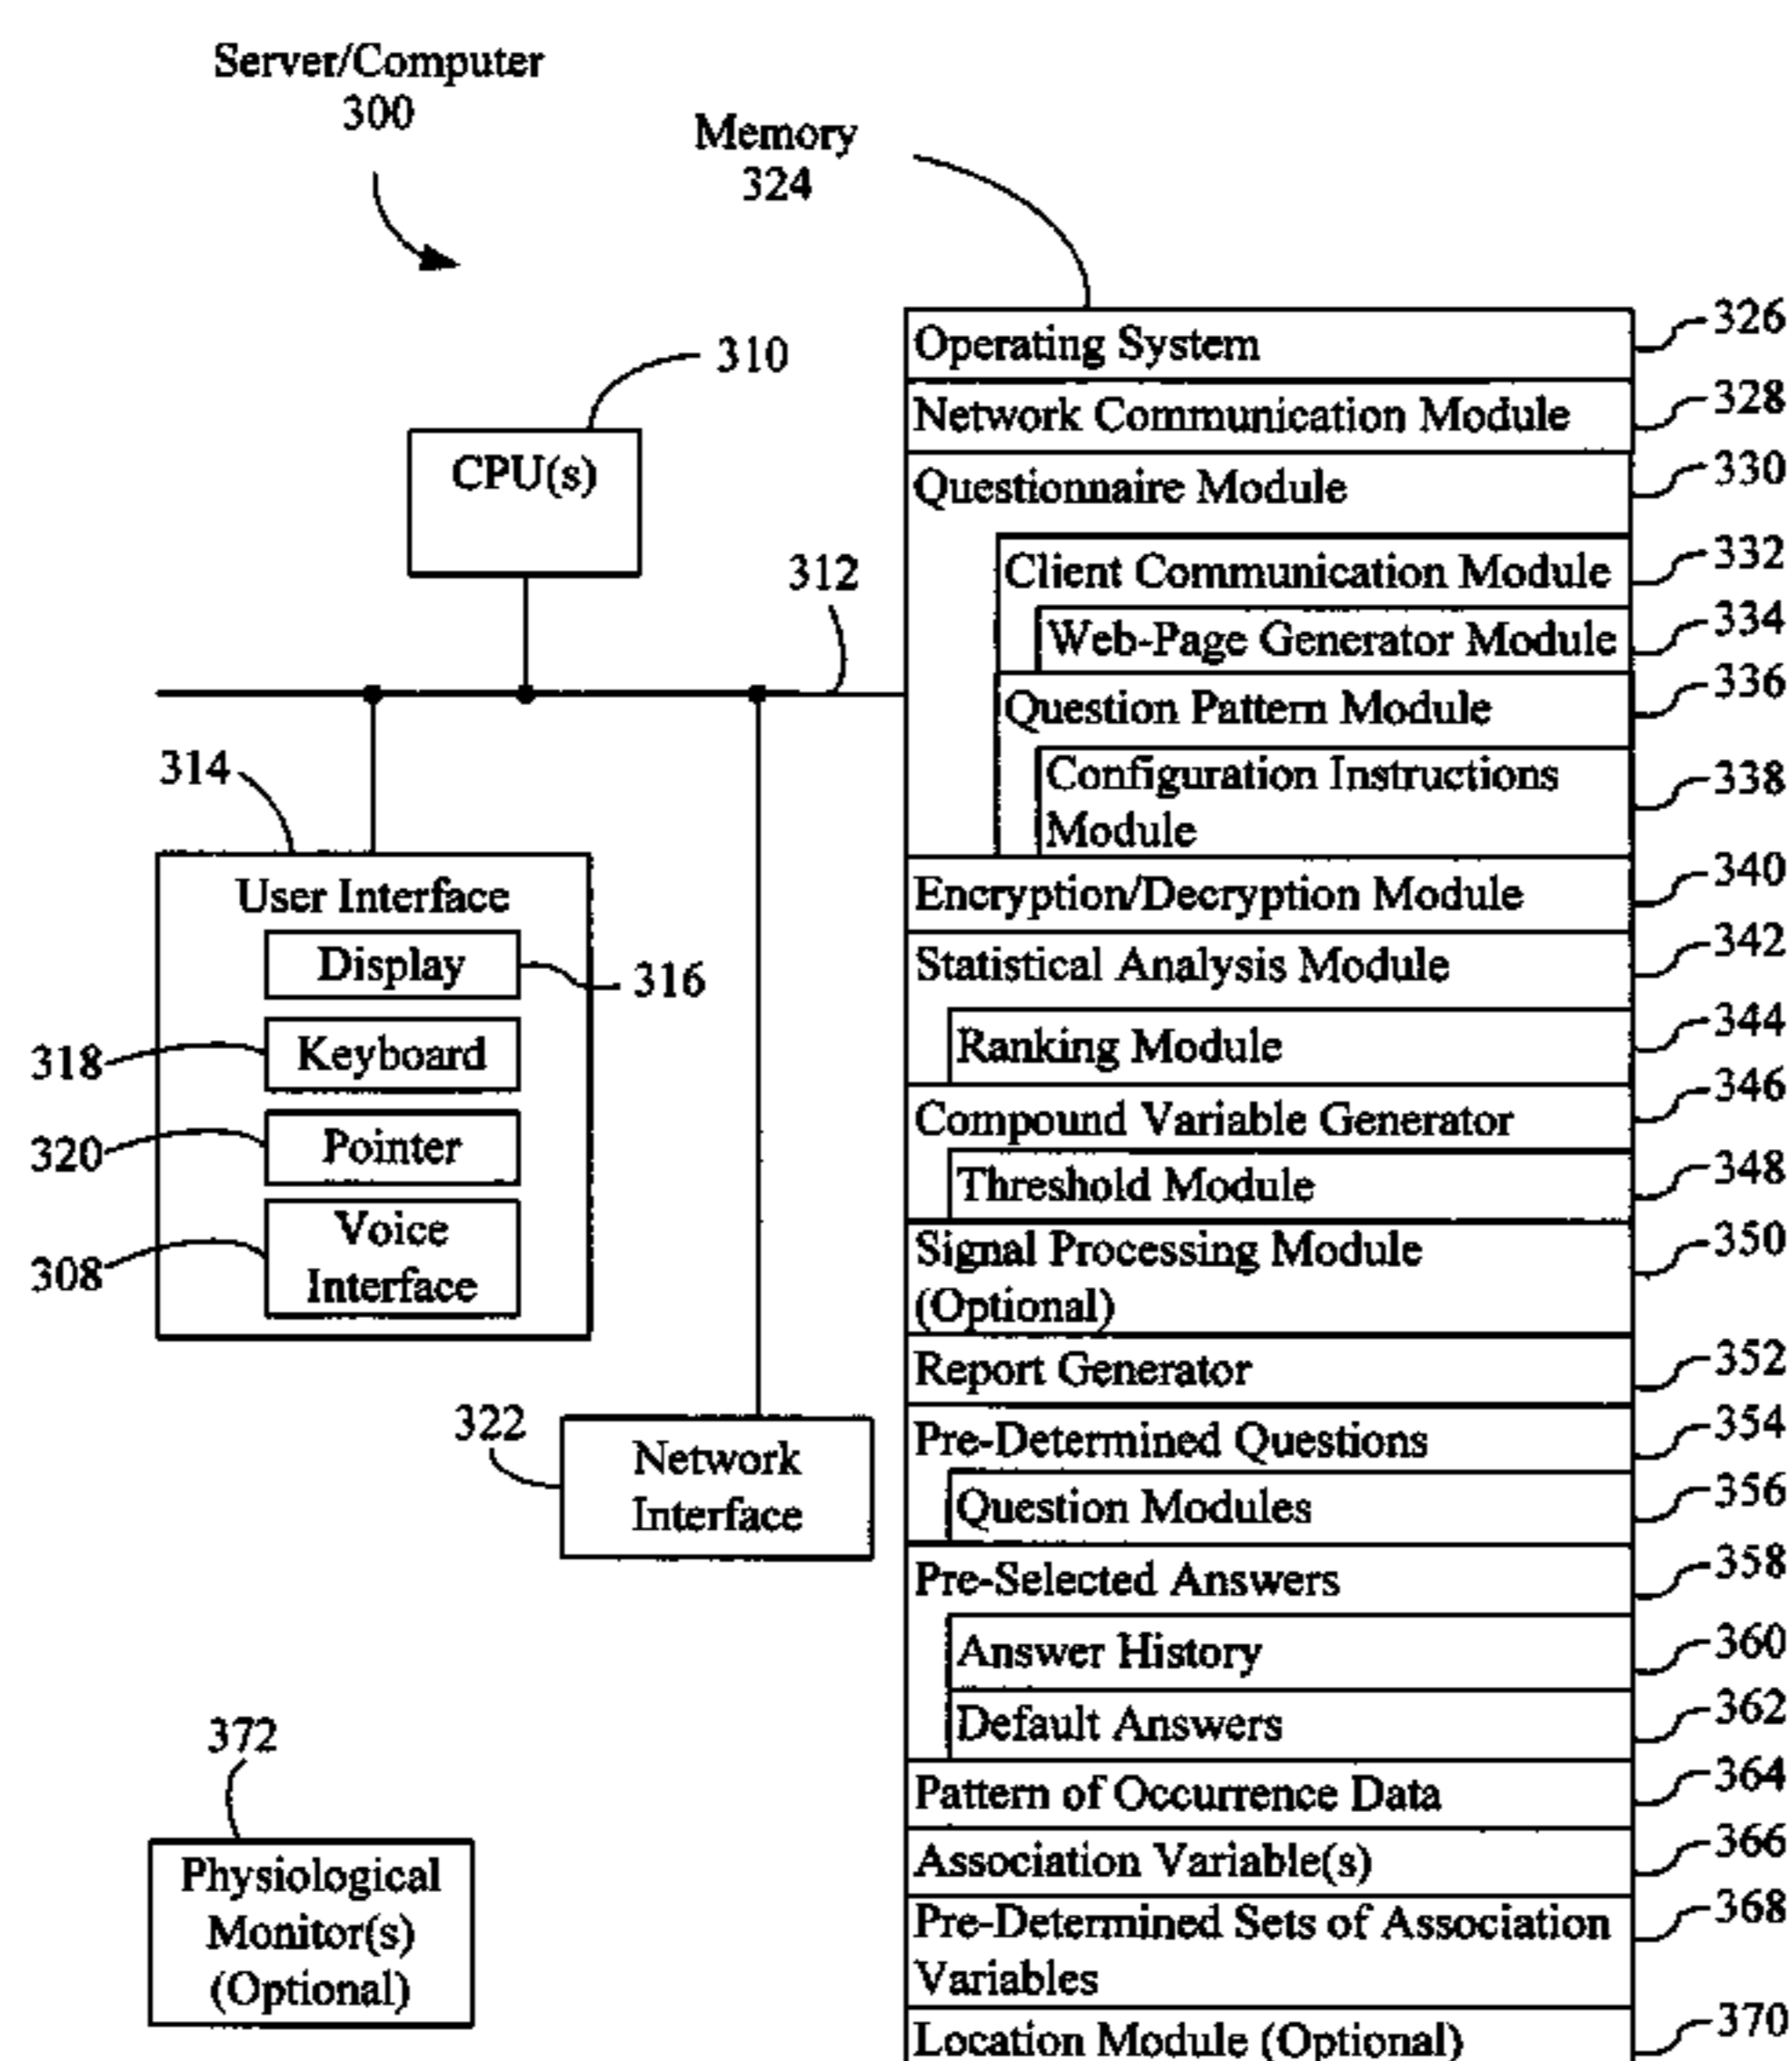 Server/Computer
300
Memory
324
310
CPU(s)
312
314
User Interface
Display
316
318
Keyboard
320
Pointer
308
Voice
Interface
322
Network
Interface
372
Physiological
Monitor(s)
(Optional)
Operating System
326
Network Communication Module
328
Questionnaire Module
330
Client Communication Module
332
Web-Page Generator Module
334
Question Pattern Module
336
Configuration Instructions
Module
338
Encryption/Decryption Module
340
Statistical Analysis Module
342
Ranking Module
344
Compound Variable Generator
346
Threshold Module
348
Signal Processing Module
(Optional)
350
Report Generator
352
Pre-Determined Questions
354
Question Modules
356
Pre-Selected Answers
358
Answer History
360
Default Answers
362
Pattern of Occurrence Data
364
Association Variable(s)
366
Pre-Determined Sets of Association
Variables
368
Location Module (Optional)
370